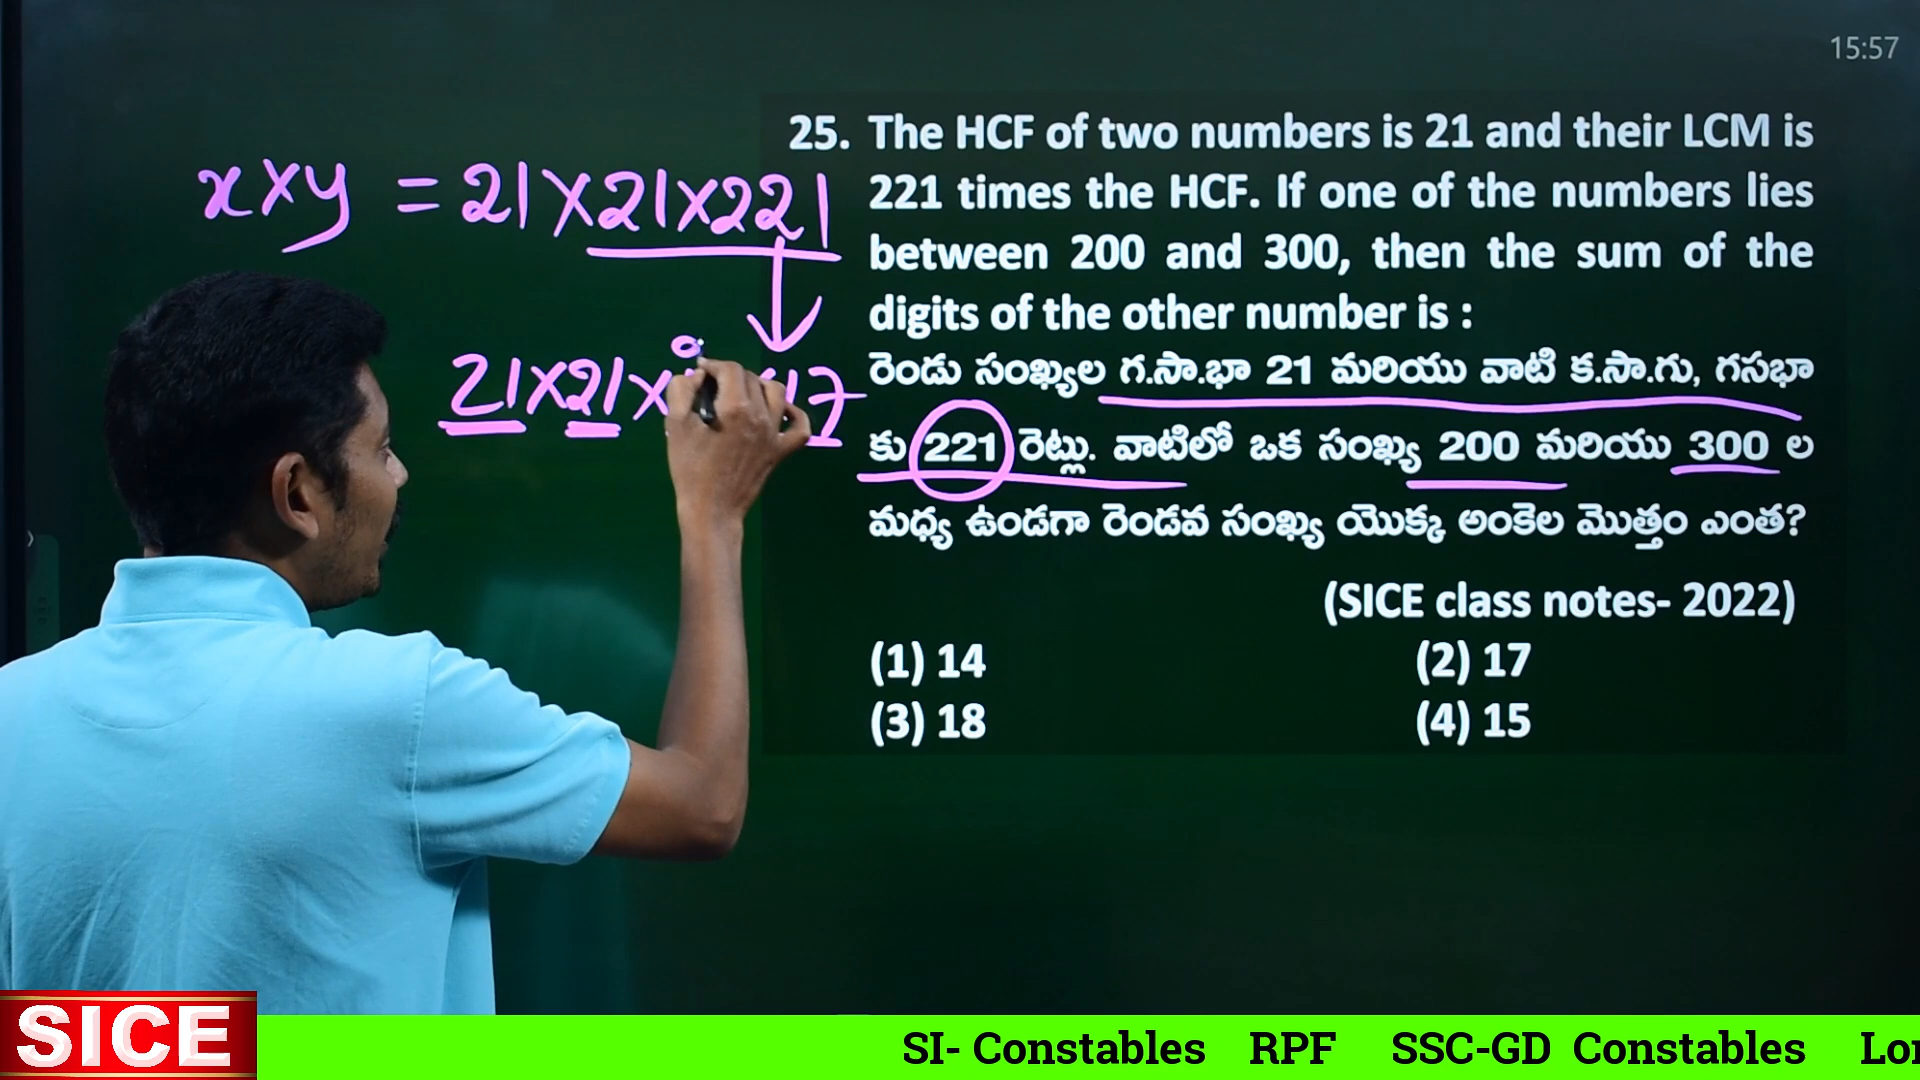 15:57
25. The HCF of two numbers is 21 and their LCM is
221 times the HCF. If one of the numbers lies
between 200 and 300, then the sum of the
digits of the other number is :
రెండు సంఖ్యల గ.సా.భా 21 మరియు వాటి క.సా.గు, గసభా
కు 221 రెట్లు. వాటిలో ఒక సంఖ్య 200 మరియు 300 ల
మధ్య ఉండగా రెండవ సంఖ్య యొక్క అంకెల మొత్తం ఎంత?
(SICE class notes- 2022)
(1) 14 (2) 17
(3) 18 (4) 15
x×y = 21×21×221
21×21× 17
SICE
SI- Constables RPF SSC-GD Constables